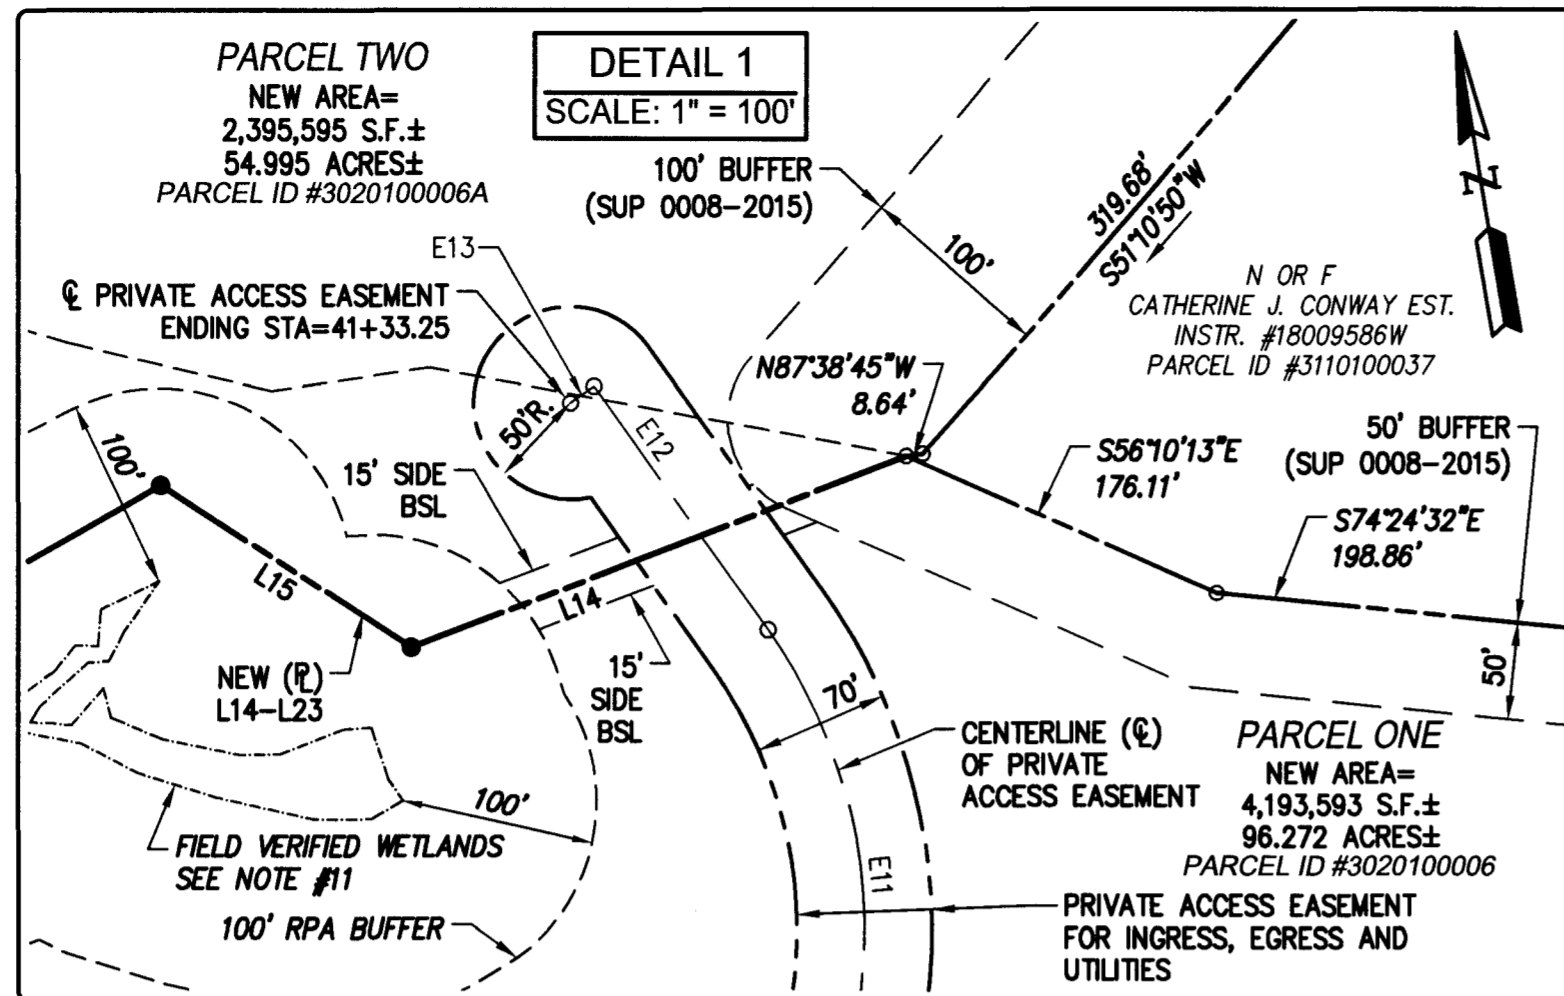 PARCEL TWO
NEW AREA=
2,395,595 S.F.±
54.995 ACRES±
PARCEL ID #3020100006A
DETAIL 1
SCALE: 1" = 100'
100' BUFFER
(SUP 0008-2015)
319.68'
S51°10'50"W
100'
N
N OR F
CATHERINE J. CONWAY EST.
INSTR. #18009586W
PARCEL ID #3110100037
E13
℄ PRIVATE ACCESS EASEMENT
ENDING STA=41+33.25
N87°38'45"W
8.64'
50'R.
E12
100'
15' SIDE
BSL
S56°10'13"E
176.11'
50' BUFFER
(SUP 0008-2015)
S74°24'32"E
198.86'
L15
L14
NEW (PL)
L14-L23
15'
SIDE
BSL
70'
50'
CENTERLINE (℄)
OF PRIVATE
ACCESS EASEMENT
PARCEL ONE
NEW AREA=
4,193,593 S.F.±
96.272 ACRES±
PARCEL ID #3020100006
100'
FIELD VERIFIED WETLANDS
SEE NOTE #11
E11
100' RPA BUFFER
PRIVATE ACCESS EASEMENT
FOR INGRESS, EGRESS AND
UTILITIES